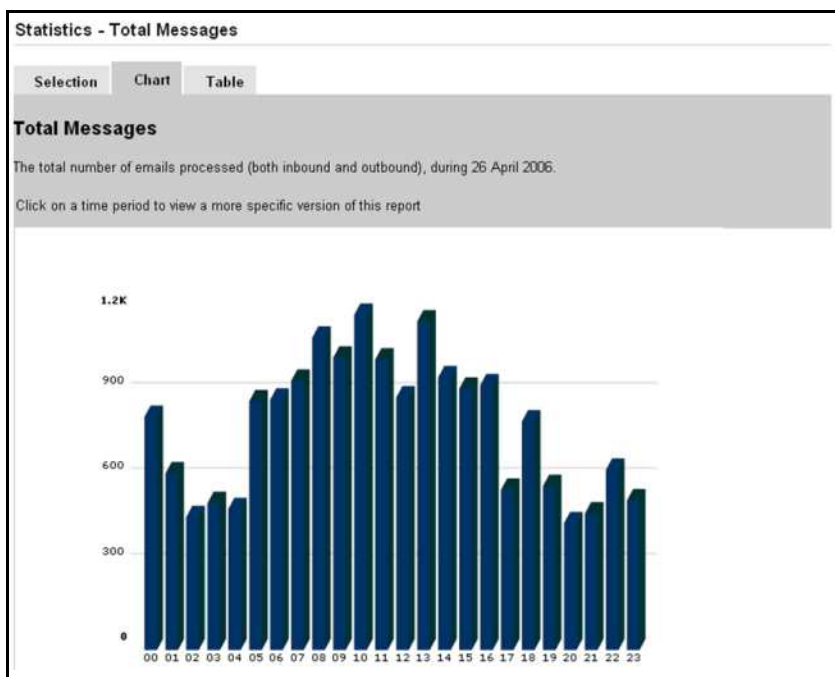 Statistics - Total Messages
Selection Chart Table
Total Messages
The total number of emails processed (both inbound and outbound), during 26 April 2006.
Click on a time period to view a more specific version of this report
1.2K
900
600
300
0
00 01 02 03 04 05 06 07 08 09 10 11 12 13 14 15 16 17 18 19 20 21 22 23